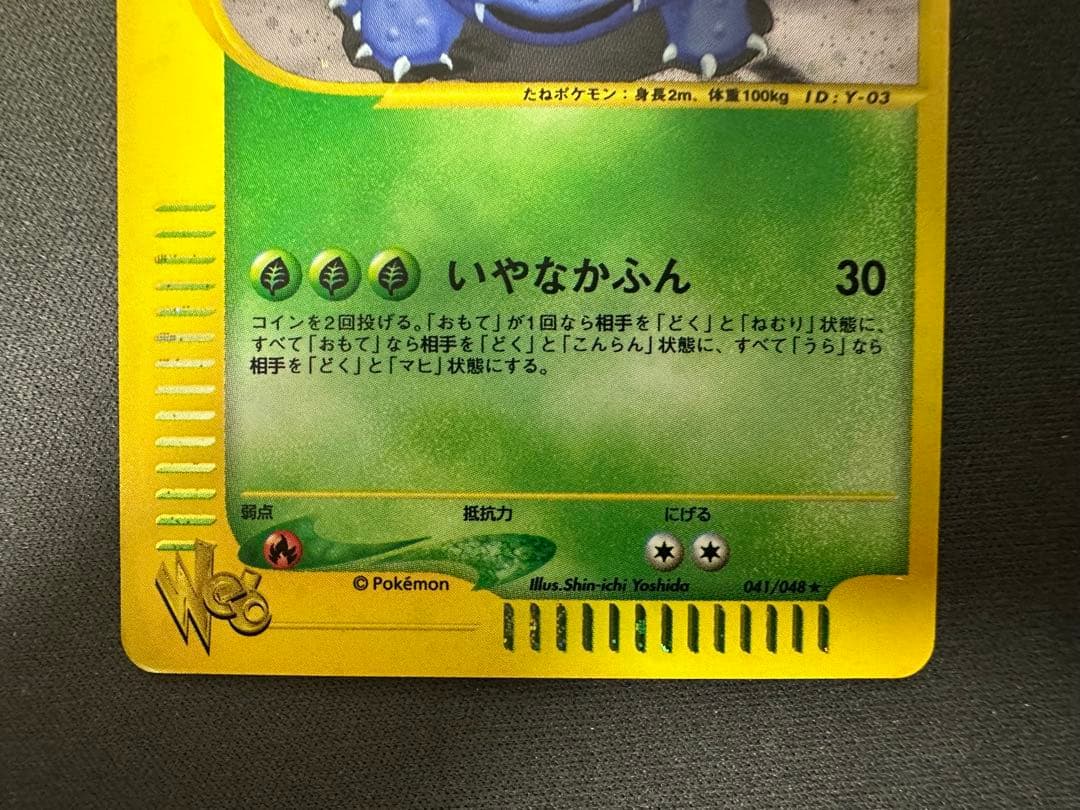 たねポケモン：身長2m、体重100kg ID：Y-03
いやなかふん 30
コインを2回投げる。「おもて」が1回なら相手を「どく」と「ねむり」状態に、
すべて「おもて」なら相手を「どく」と「こんらん」状態に、すべて「うら」なら
相手を「どく」と「マヒ」状態にする。
弱点 抵抗力 にげる
© Pokémon Illus.Shin-ichi Yoshida 041/048★
Web